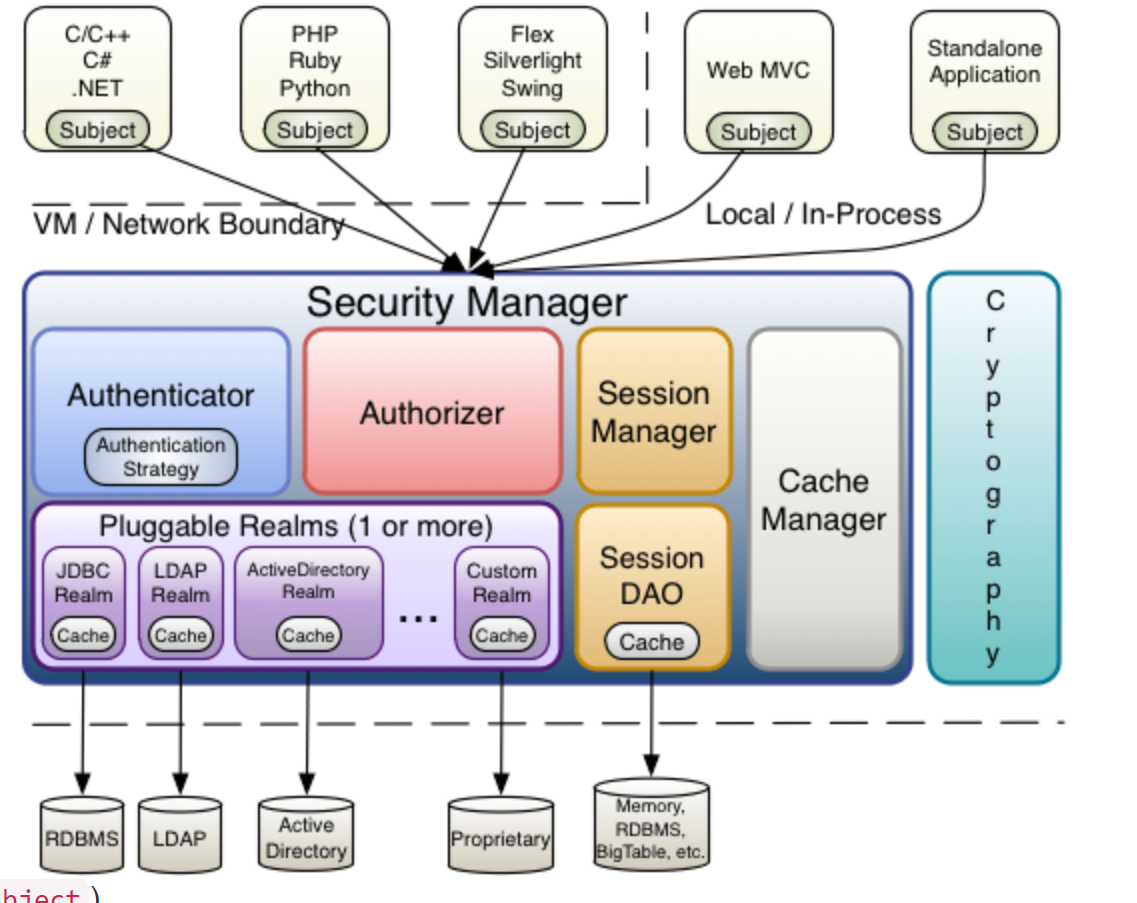 C/C++
C#
.NET
Subject
PHP
Ruby
Python
Subject
Flex
Silverlight
Swing
Subject
Web MVC
Subject
Standalone
Application
Subject
VM / Network Boundary
Local / In-Process
Security Manager
Authenticator
Authentication
Strategy
Authorizer
Session
Manager
Cache
Manager
Cryptography
Pluggable Realms (1 or more)
JDBC
Realm
Cache
LDAP
Realm
Cache
ActiveDirectory
Realm
Cache
...
Custom
Realm
Cache
Session
DAO
Cache
RDBMS
LDAP
Active
Directory
Proprietary
Memory,
RDBMS,
BigTable, etc.
bject )